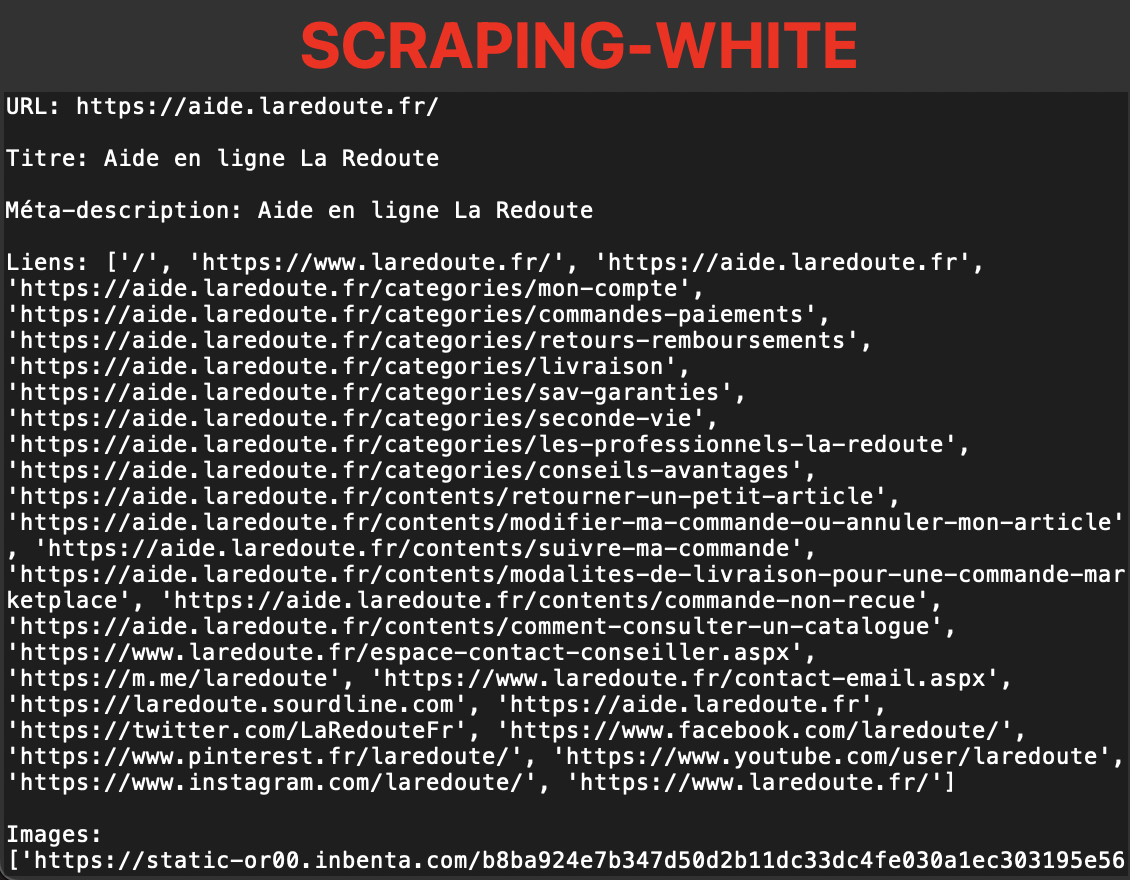 SCRAPING-WHITE
URL: https://aide.laredoute.fr/
Titre: Aide en ligne La Redoute
Méta-description: Aide en ligne La Redoute
Liens: ['/', 'https://www.laredoute.fr/', 'https://aide.laredoute.fr',
'https://aide.laredoute.fr/categories/mon-compte',
'https://aide.laredoute.fr/categories/commandes-paiements',
'https://aide.laredoute.fr/categories/retours-remboursements',
'https://aide.laredoute.fr/categories/livraison',
'https://aide.laredoute.fr/categories/sav-garanties',
'https://aide.laredoute.fr/categories/seconde-vie',
'https://aide.laredoute.fr/categories/les-professionnels-la-redoute',
'https://aide.laredoute.fr/categories/conseils-avantages',
'https://aide.laredoute.fr/contents/retourner-un-petit-article',
'https://aide.laredoute.fr/contents/modifier-ma-commande-ou-annuler-mon-article'
, 'https://aide.laredoute.fr/contents/suivre-ma-commande',
'https://aide.laredoute.fr/contents/modalites-de-livraison-pour-une-commande-mar
ketplace', 'https://aide.laredoute.fr/contents/commande-non-recue',
'https://aide.laredoute.fr/contents/comment-consulter-un-catalogue',
'https://www.laredoute.fr/espace-contact-conseiller.aspx',
'https://m.me/laredoute', 'https://www.laredoute.fr/contact-email.aspx',
'https://laredoute.sourdline.com', 'https://aide.laredoute.fr',
'https://twitter.com/LaRedouteFr', 'https://www.facebook.com/laredoute/',
'https://www.pinterest.fr/laredoute/', 'https://www.youtube.com/user/laredoute',
'https://www.instagram.com/laredoute/', 'https://www.laredoute.fr/']
Images:
['https://static-or00.inbenta.com/b8ba924e7b347d50d2b11dc33dc4fe030a1ec303195e56